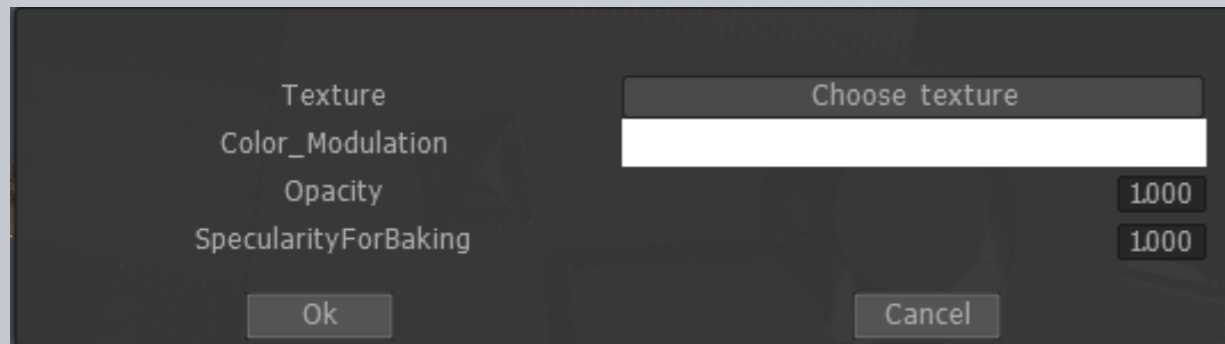 Texture Choose texture
Color_Modulation
Opacity 1.000
SpecularityForBaking 1.000
Ok Cancel